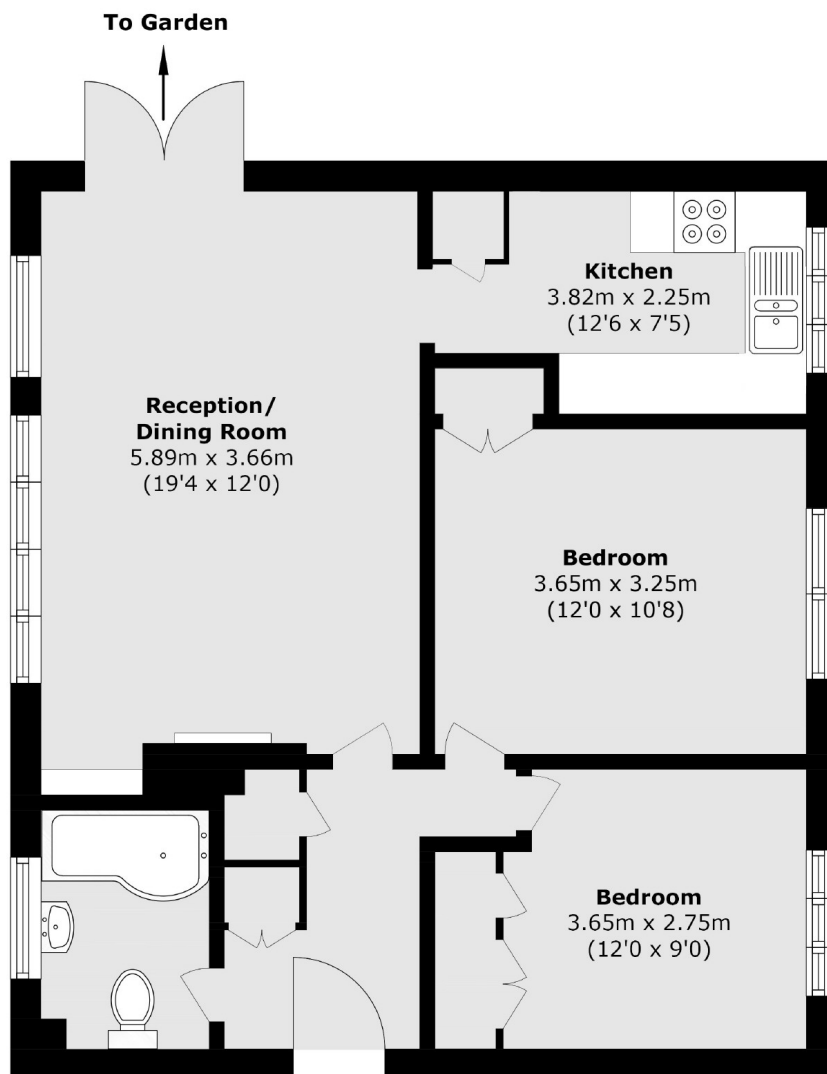 To Garden
Kitchen
3.82m x 2.25m
(12'6 x 7'5)
Reception/
Dining Room
5.89m x 3.66m
(19'4 x 12'0)
Bedroom
3.65m x 3.25m
(12'0 x 10'8)
Bedroom
3.65m x 2.75m
(12'0 x 9'0)